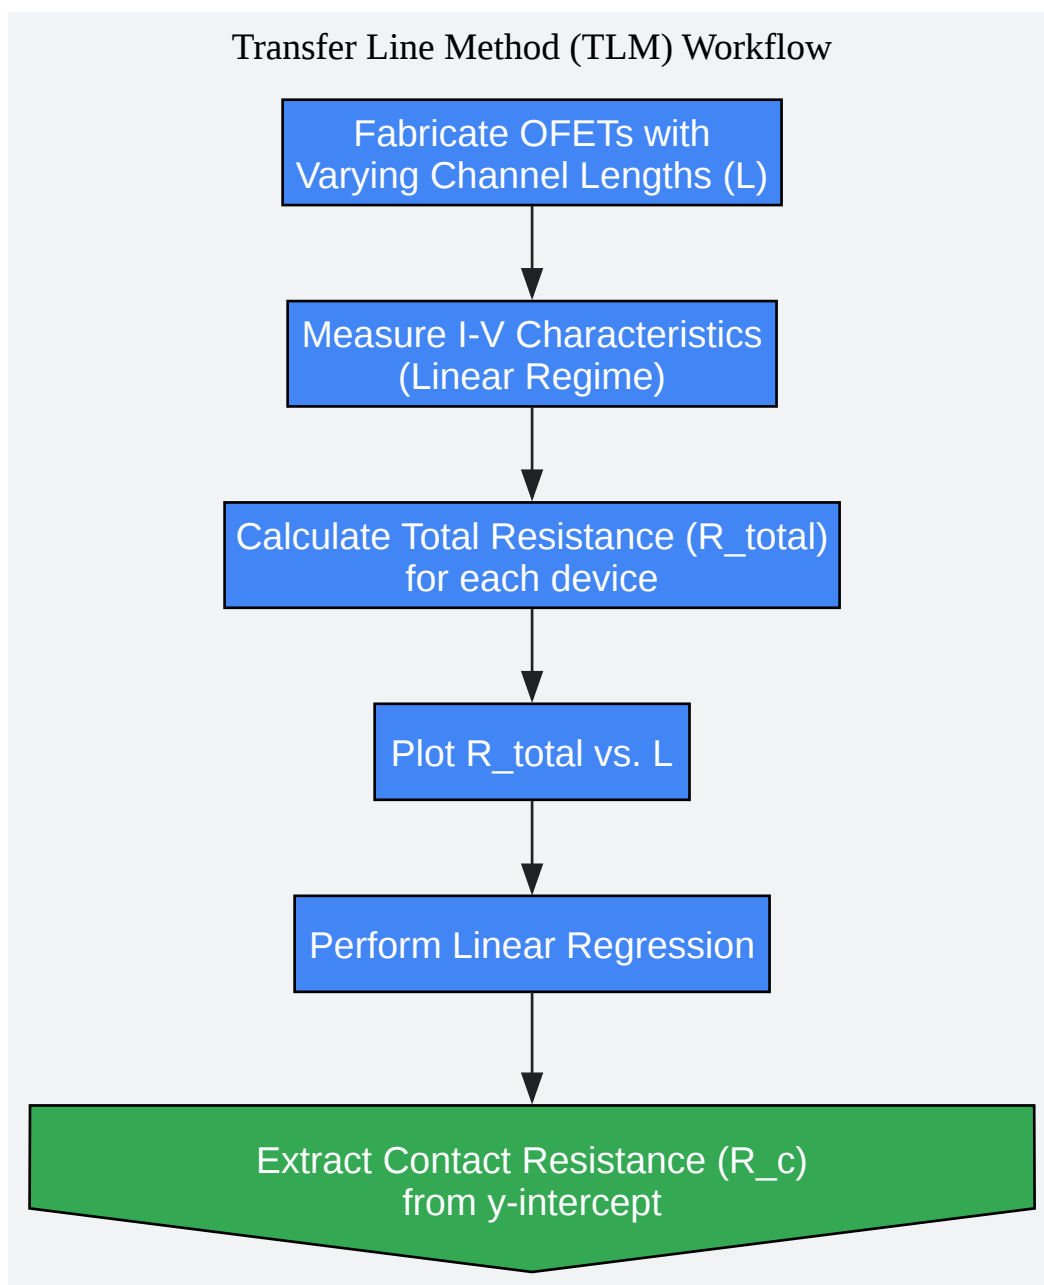 Transfer Line Method (TLM) Workflow
Fabricate OFETs with
Varying Channel Lengths (L)
Measure I-V Characteristics
(Linear Regime)
Calculate Total Resistance (R_total)
for each device
Plot R_total vs. L
Perform Linear Regression
Extract Contact Resistance (R_c)
from y-intercept